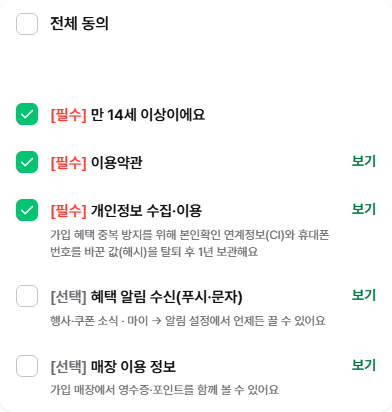 전체 동의
[필수] 만 14세 이상이에요
[필수] 이용약관 보기
[필수] 개인정보 수집·이용 보기
가입 혜택 중복 방지를 위해 본인확인 연계정보(CI)와 휴대폰
번호를 바꾼 값(해시)을 탈퇴 후 1년 보관해요
[선택] 혜택 알림 수신(푸시·문자) 보기
행사·쿠폰 소식 · 마이 → 알림 설정에서 언제든 끌 수 있어요
[선택] 매장 이용 정보 보기
가입 매장에서 영수증·포인트를 함께 볼 수 있어요